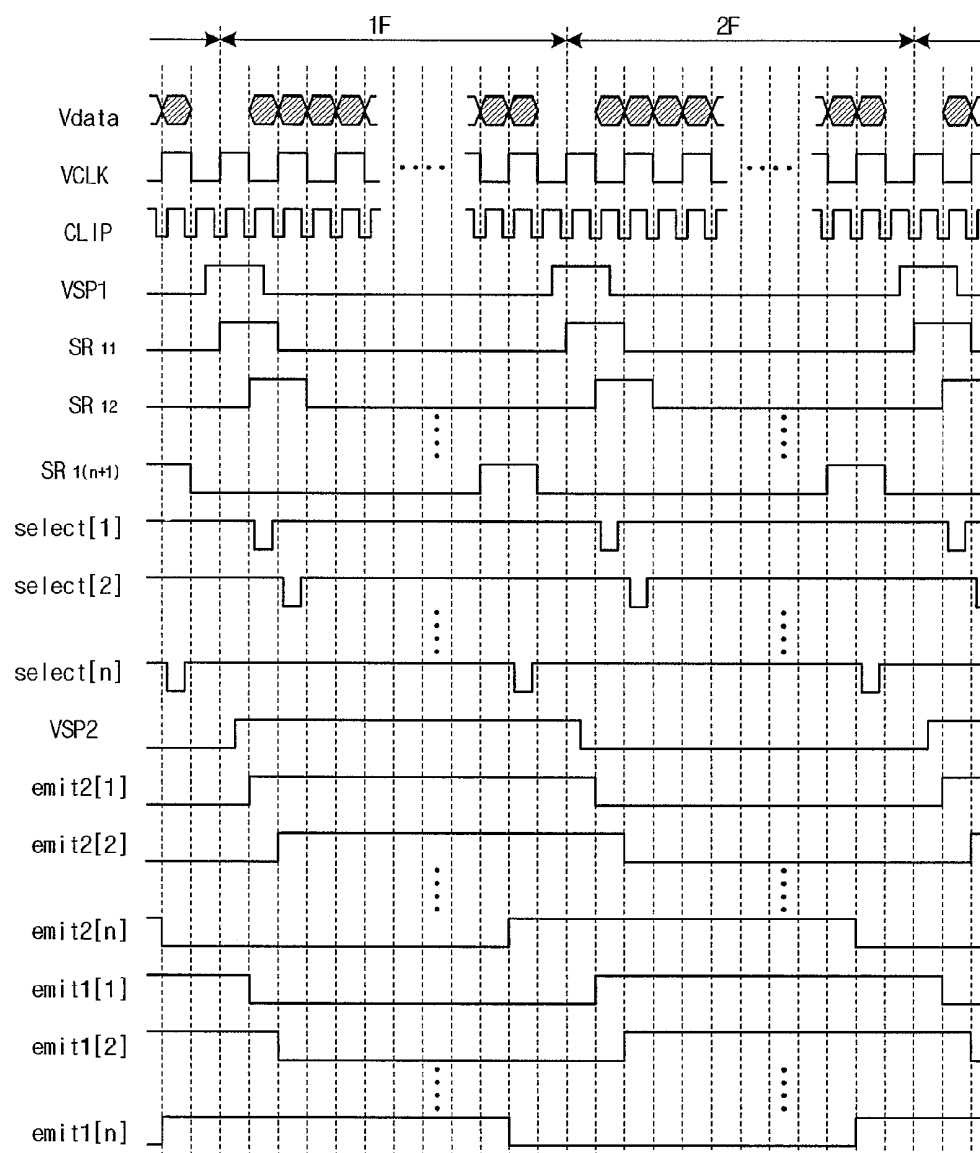 1F 2F
Vdata
VCLK
CLIP
VSP1
SR 11
SR 12
SR 1(n+1)
select[1]
select[2]
select[n]
VSP2
emit2[1]
emit2[2]
emit2[n]
emit1[1]
emit1[2]
emit1[n]